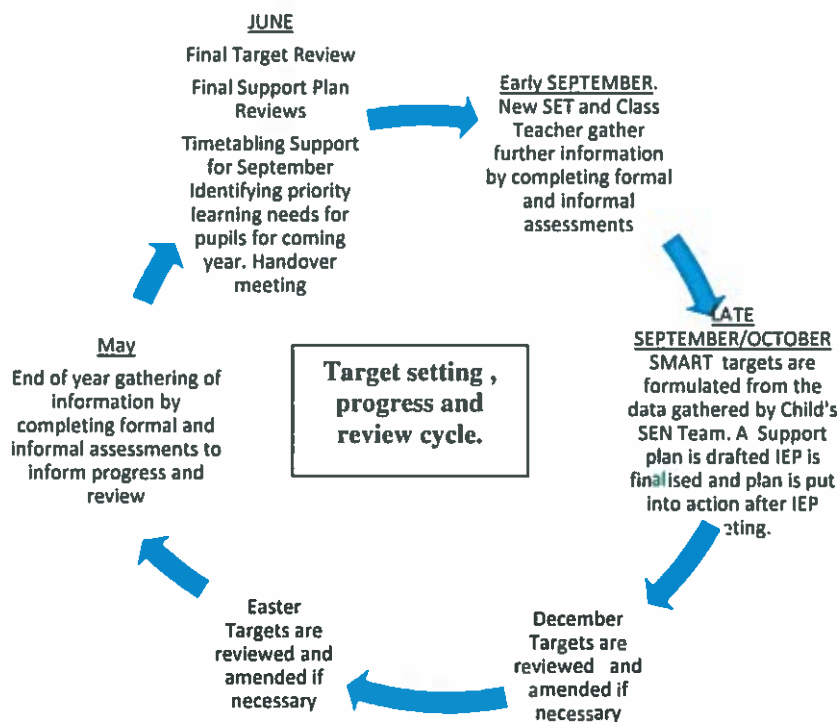 JUNE
Final Target Review
Final Support Plan
Reviews
Timetabling Support
for September
Identifying priority
learning needs for
pupils for coming
year. Handover
meeting
Early SEPTEMBER.
New SET and Class
Teacher gather
further information
by completing formal
and informal
assessments
LATE
SEPTEMBER/OCTOBER
SMART targets are
formulated from the
data gathered by Child's
SEN Team. A Support
plan is drafted IEP is
finalised and plan is put
into action after IEP
eting.
December
Targets are
reviewed and
amended if
necessary
Easter
Targets are
reviewed and
amended if
necessary
May
End of year gathering of
information by
completing formal and
informal assessments to
inform progress and
review
Target setting ,
progress and
review cycle.